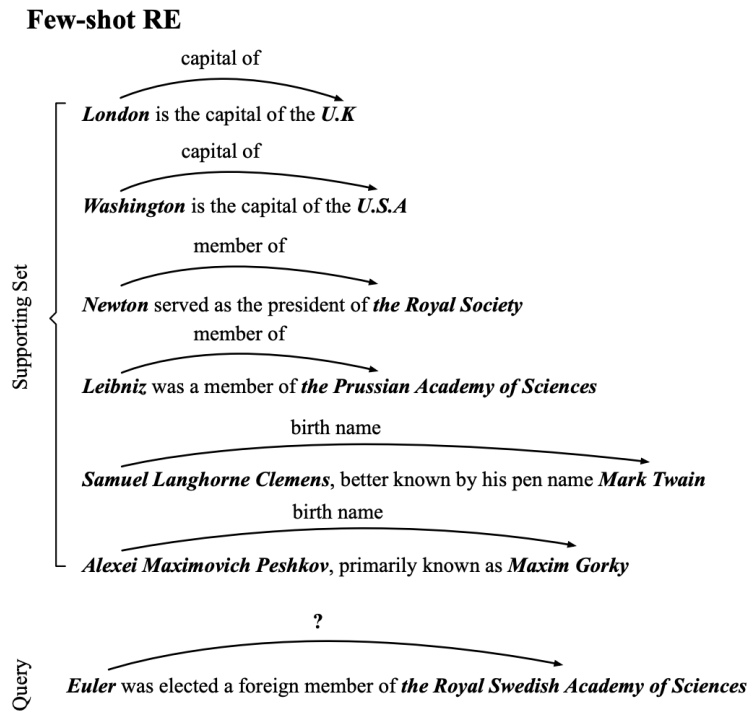 Few-shot RE
capital of
London is the capital of the U.K
capital of
Washington is the capital of the U.S.A
member of
Newton served as the president of the Royal Society
member of
Leibniz was a member of the Prussian Academy of Sciences
birth name
Samuel Langhorne Clemens, better known by his pen name Mark Twain
birth name
Alexei Maximovich Peshkov, primarily known as Maxim Gorky
Supporting Set
?
Euler was elected a foreign member of the Royal Swedish Academy of Sciences
Query